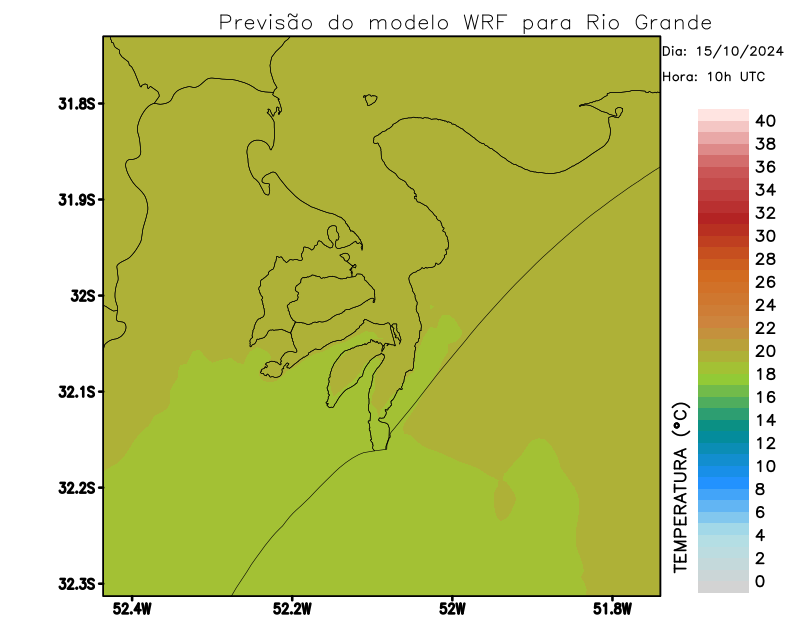 Previsão do modelo WRF para Rio Grande
Dia: 15/10/2024
Hora: 10h UTC
31.8S
31.9S
32S
32.1S
32.2S
32.3S
52.4W
52.2W
52W
51.8W
TEMPERATURA (°C)
40
38
36
34
32
30
28
26
24
22
20
18
16
14
12
10
8
6
4
2
0